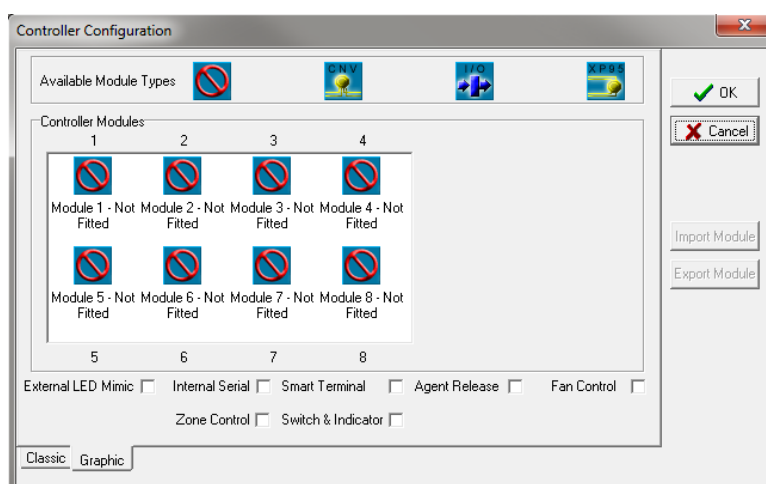 Controller Configuration
Available Module Types
CNV
I/O
XP95
OK
Cancel
Controller Modules
1 2 3 4
Module 1 - Not Module 2 - Not Module 3 - Not Module 4 - Not
Fitted Fitted Fitted Fitted
Import Module
Export Module
Module 5 - Not Module 6 - Not Module 7 - Not Module 8 - Not
Fitted Fitted Fitted Fitted
5 6 7 8
External LED Mimic Internal Serial Smart Terminal Agent Release Fan Control
Zone Control Switch & Indicator
Classic Graphic